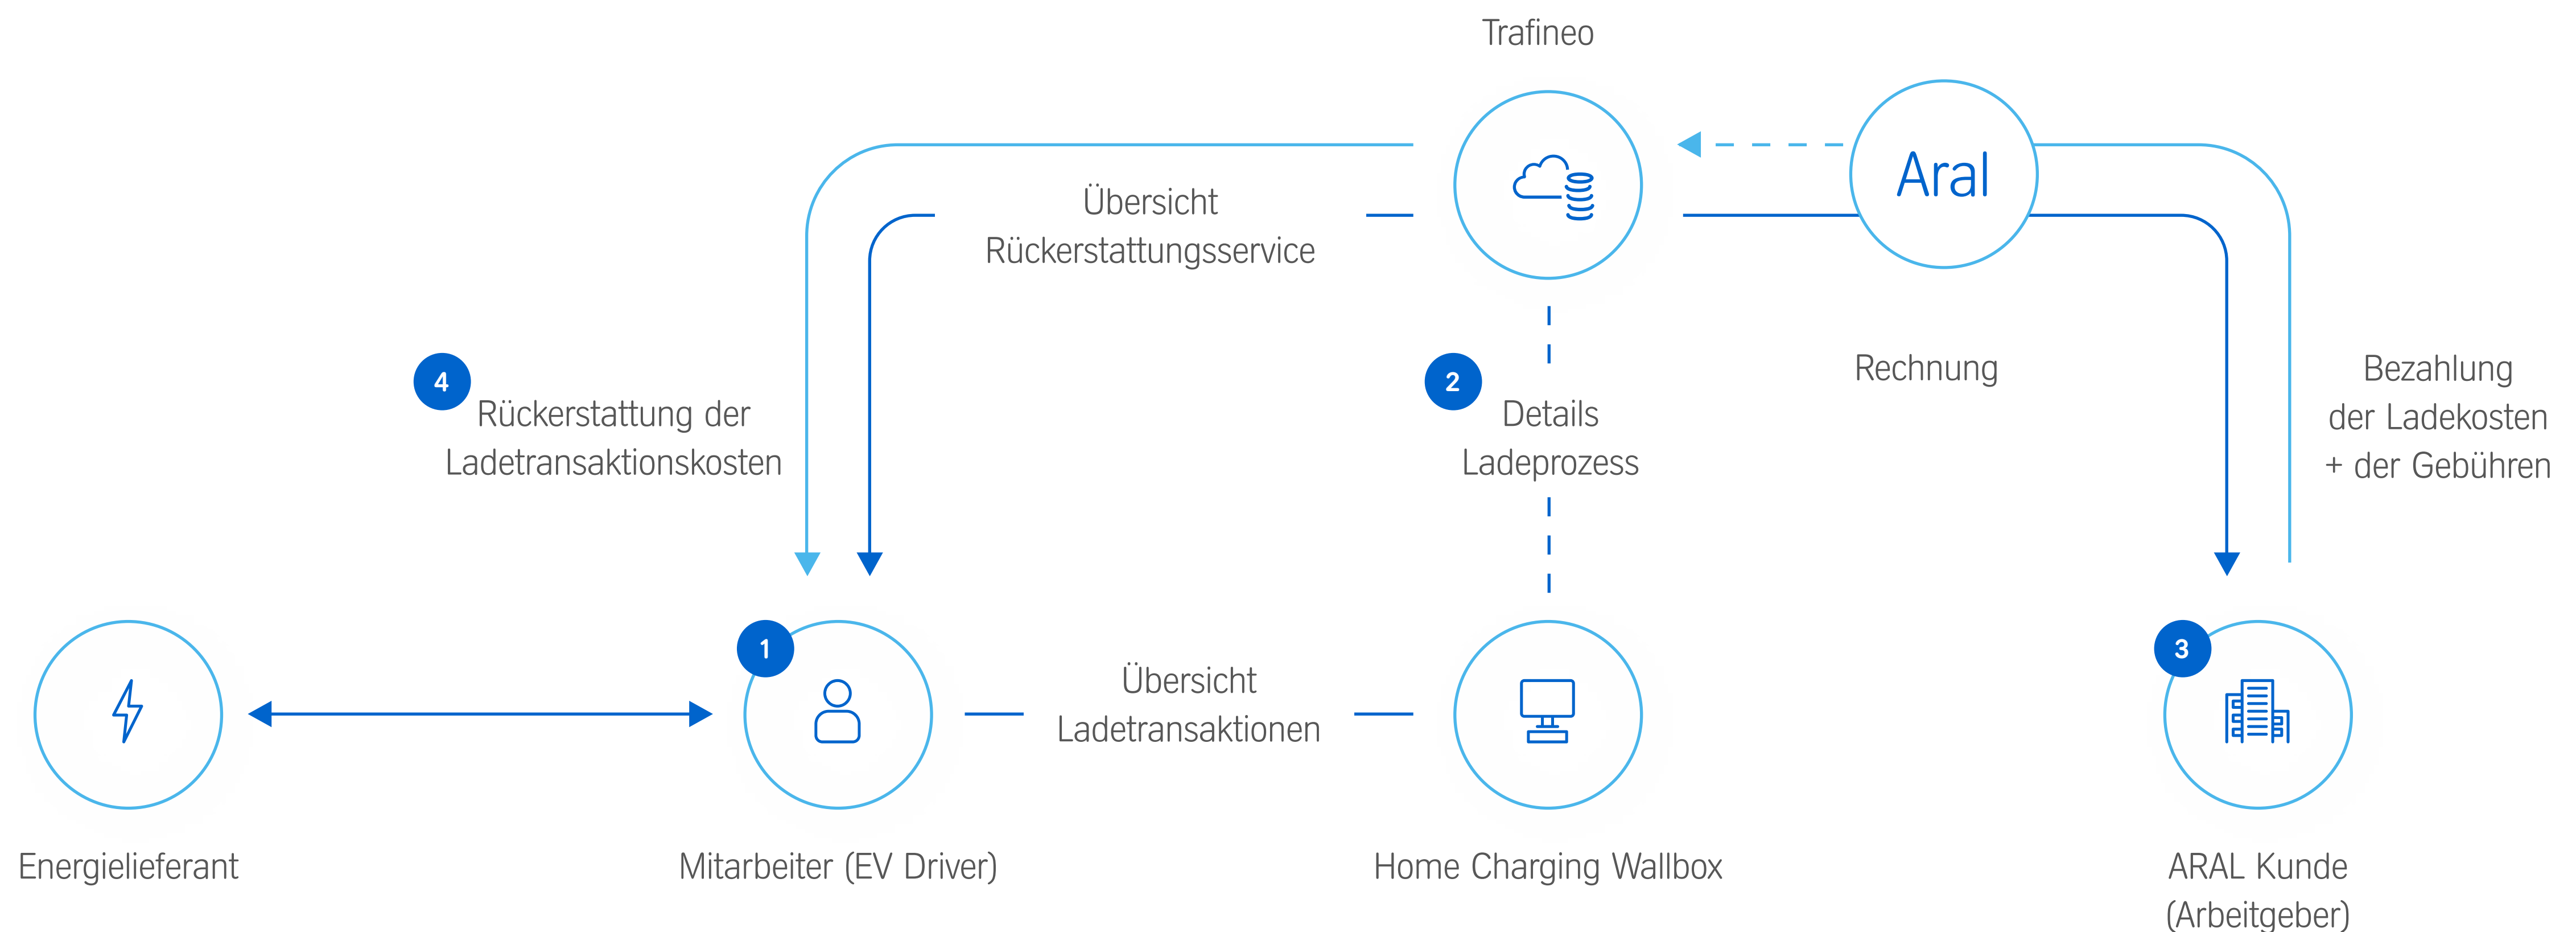 Trafineo
Aral
Übersicht
Rückerstattungsservice
4
Rückerstattung der
Ladetransaktionskosten
2
Details
Ladeprozess
Rechnung
Bezahlung
der Ladekosten
+ der Gebühren
1
Übersicht
Ladetransaktionen
3
Energielieferant
Mitarbeiter (EV Driver)
Home Charging Wallbox
ARAL Kunde
(Arbeitgeber)